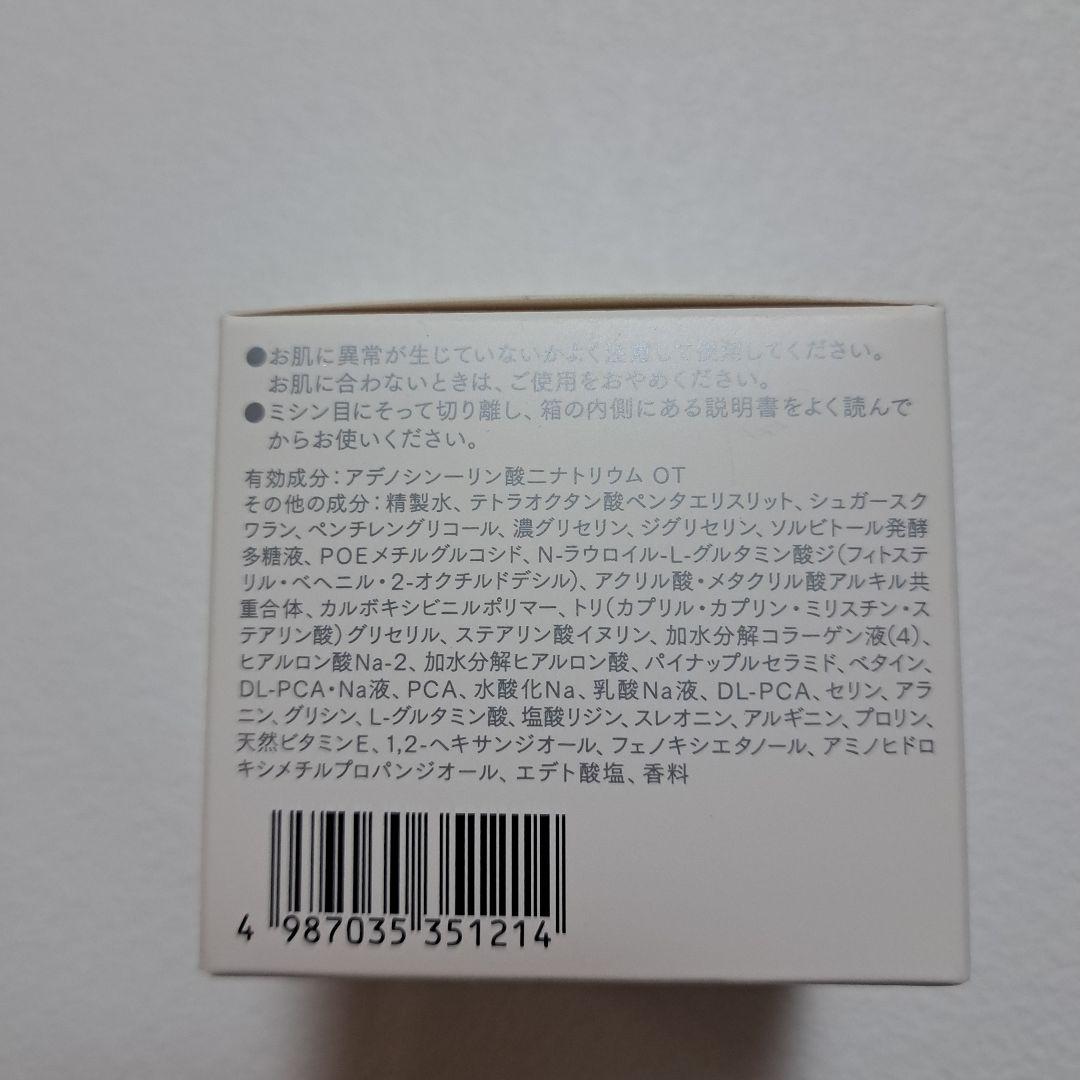 ●お肌に異常が生じていないかよく注意して使用してください。
お肌に合わないときは、ご使用をおやめください。
●ミシン目にそって切り離し、箱の内側にある説明書をよく読んで
からお使いください。
有効成分：アデノシン一リン酸二ナトリウム OT
その他の成分：精製水、テトラオクタン酸ペンタエリスリット、シュガースク
ワラン、ペンチレングリコール、濃グリセリン、ジグリセリン、ソルビトール発酵
多糖液、POEメチルグルコシド、N-ラウロイル-L-グルタミン酸ジ（フィトステ
リル・ベヘニル・2-オクチルドデシル）、アクリル酸・メタクリル酸アルキル共
重合体、カルボキシビニルポリマー、トリ（カプリル・カプリン・ミリスチン・ス
テアリン酸）グリセリル、ステアリン酸イヌリン、加水分解コラーゲン液（4）、
ヒアルロン酸Na-2、加水分解ヒアルロン酸、パイナップルセラミド、ベタイン、
DL-PCA・Na液、PCA、水酸化Na、乳酸Na液、DL-PCA、セリン、アラ
ニン、グリシン、L-グルタミン酸、塩酸リジン、スレオニン、アルギニン、プロリン、
天然ビタミンE、1,2-ヘキサンジオール、フェノキシエタノール、アミノヒドロ
キシメチルプロパンジオール、エデト酸塩、香料
4 987035 351214